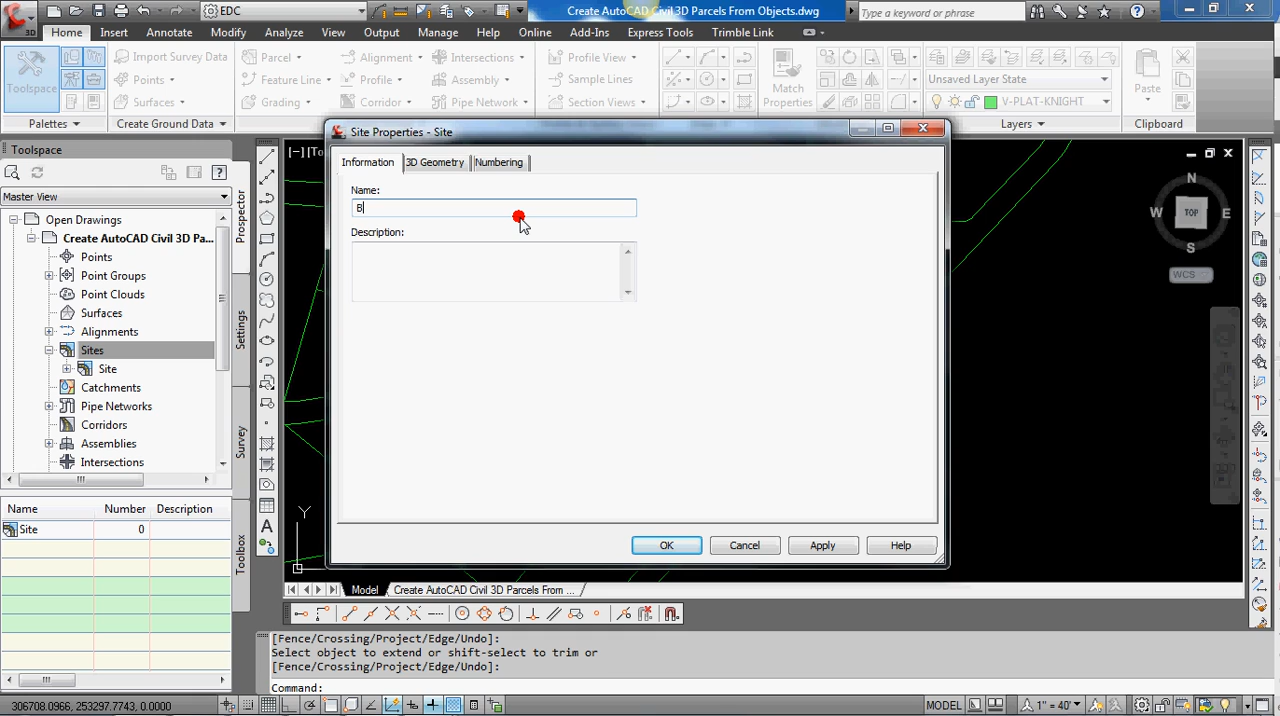 EDC
Create AutoCAD Civil 3D Parcels From Objects.dwg
Type a keyword or phrase
Home Insert Annotate Modify View Analyze Output Manage Help Online Add-Ins Express Tools Trimble Link
Toolspace
Import Survey Data
Points
Surfaces
Parcel
Feature Line
Grading
Alignment
Profile
Corridor
Intersections
Assembly
Pipe Network
Profile View
Sample Lines
Section Views
Match
Properties
Unsaved Layer State
V-PLAT-KNIGHT
Paste
Palettes
Create Ground Data
Layers
Clipboard
Toolspace
Master View
Open Drawings
Create AutoCAD Civil 3D Pa...
Points
Point Groups
Point Clouds
Surfaces
Alignments
Sites
Site
Catchments
Pipe Networks
Corridors
Assemblies
Intersections
Prospector
Settings
Survey
Toolbox
Name Number Description
Site 0
[–][To
Site Properties - Site
Information 3D Geometry Numbering
Name:
B
Description:
OK Cancel Apply Help
N
W TOP E
S
WCS
Y
Model Create AutoCAD Civil 3D Parcels From ...
[Fence/Crossing/Project/Edge/Undo]:
Select object to extend or shift-select to trim or
[Fence/Crossing/Project/Edge/Undo]:
Command:
306708.0966, 253297.7743, 0.0000
MODEL
1" = 40'